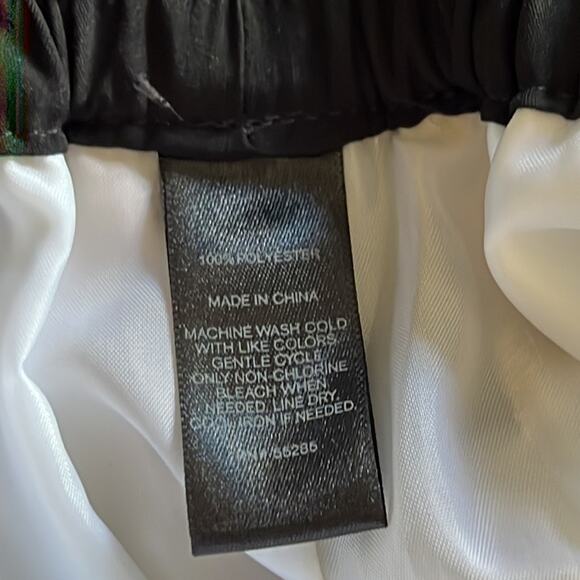 100% POLYESTER
MADE IN CHINA
MACHINE WASH COLD
WITH LIKE COLORS.
GENTLE CYCLE.
ONLY NON-CHLORINE
BLEACH WHEN
NEEDED. LINE DRY.
COOL IRON IF NEEDED.
RN#:56285